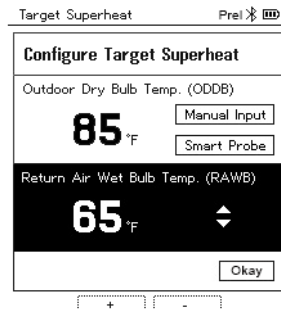 Target Superheat Prel
Configure Target Superheat
Outdoor Dry Bulb Temp. (ODDB)
85 °F
Manual Input
Smart Probe
Return Air Wet Bulb Temp. (RAWB)
65 °F
Okay
+ -